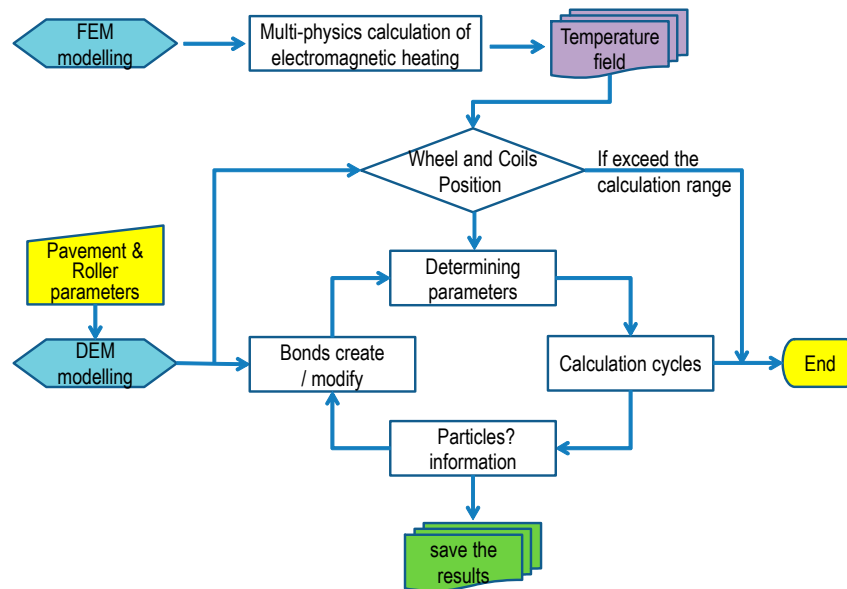 FEM
modelling
Multi-physics calculation of
electromagnetic heating
Temperature
field
Wheel and Coils
Position
If exceed the
calculation range
Pavement &
Roller
parameters
Determining
parameters
DEM
modelling
Bonds create
/ modify
Calculation cycles
End
Particles?
information
save the
results